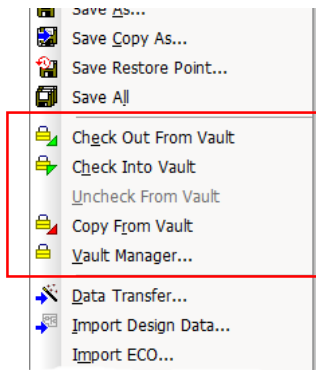 Save As...
Save Copy As...
Save Restore Point...
Save All
Check Out From Vault
Check Into Vault
Uncheck From Vault
Copy From Vault
Vault Manager...
Data Transfer...
Import Design Data...
Import ECO...